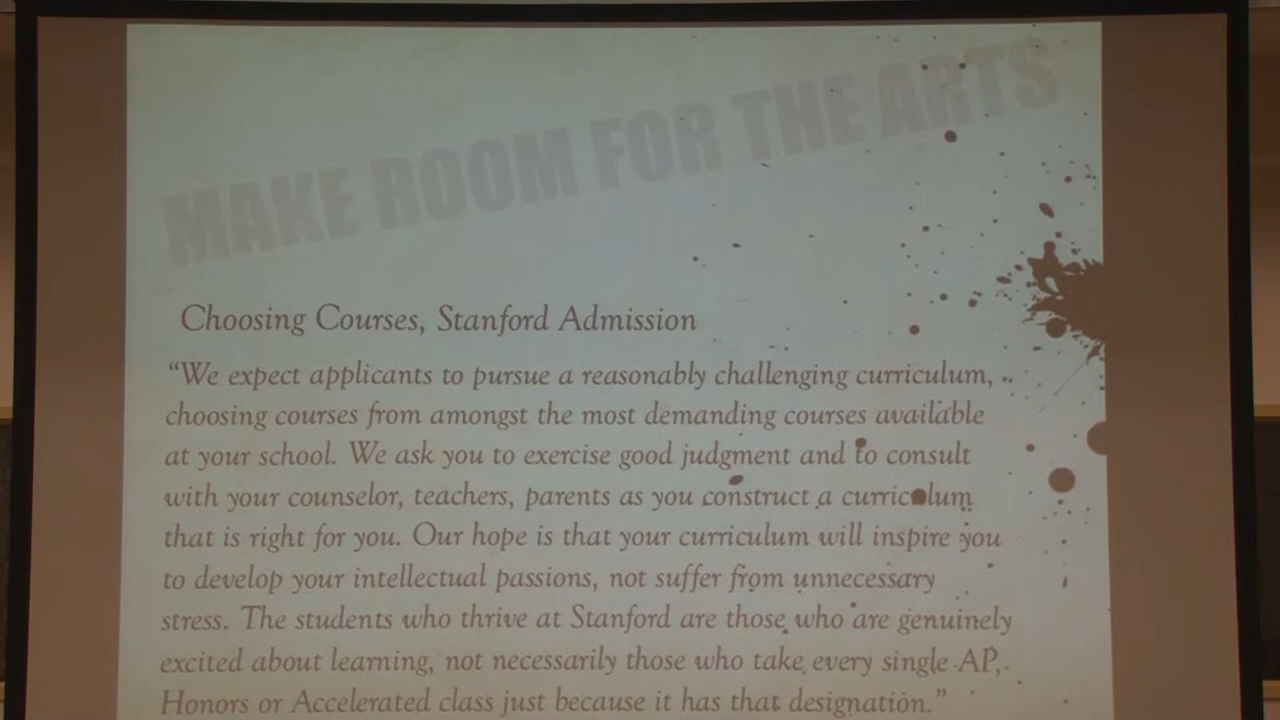 MAKE ROOM FOR THE ARTS
Choosing Courses, Stanford Admission
“We expect applicants to pursue a reasonably challenging curriculum,
choosing courses from amongst the most demanding courses available
at your school. We ask you to exercise good judgment and to consult
with your counselor, teachers, parents as you construct a curriculum
that is right for you. Our hope is that your curriculum will inspire you
to develop your intellectual passions, not suffer from unnecessary
stress. The students who thrive at Stanford are those who are genuinely
excited about learning, not necessarily those who take every single AP,
Honors or Accelerated class just because it has that designation.”